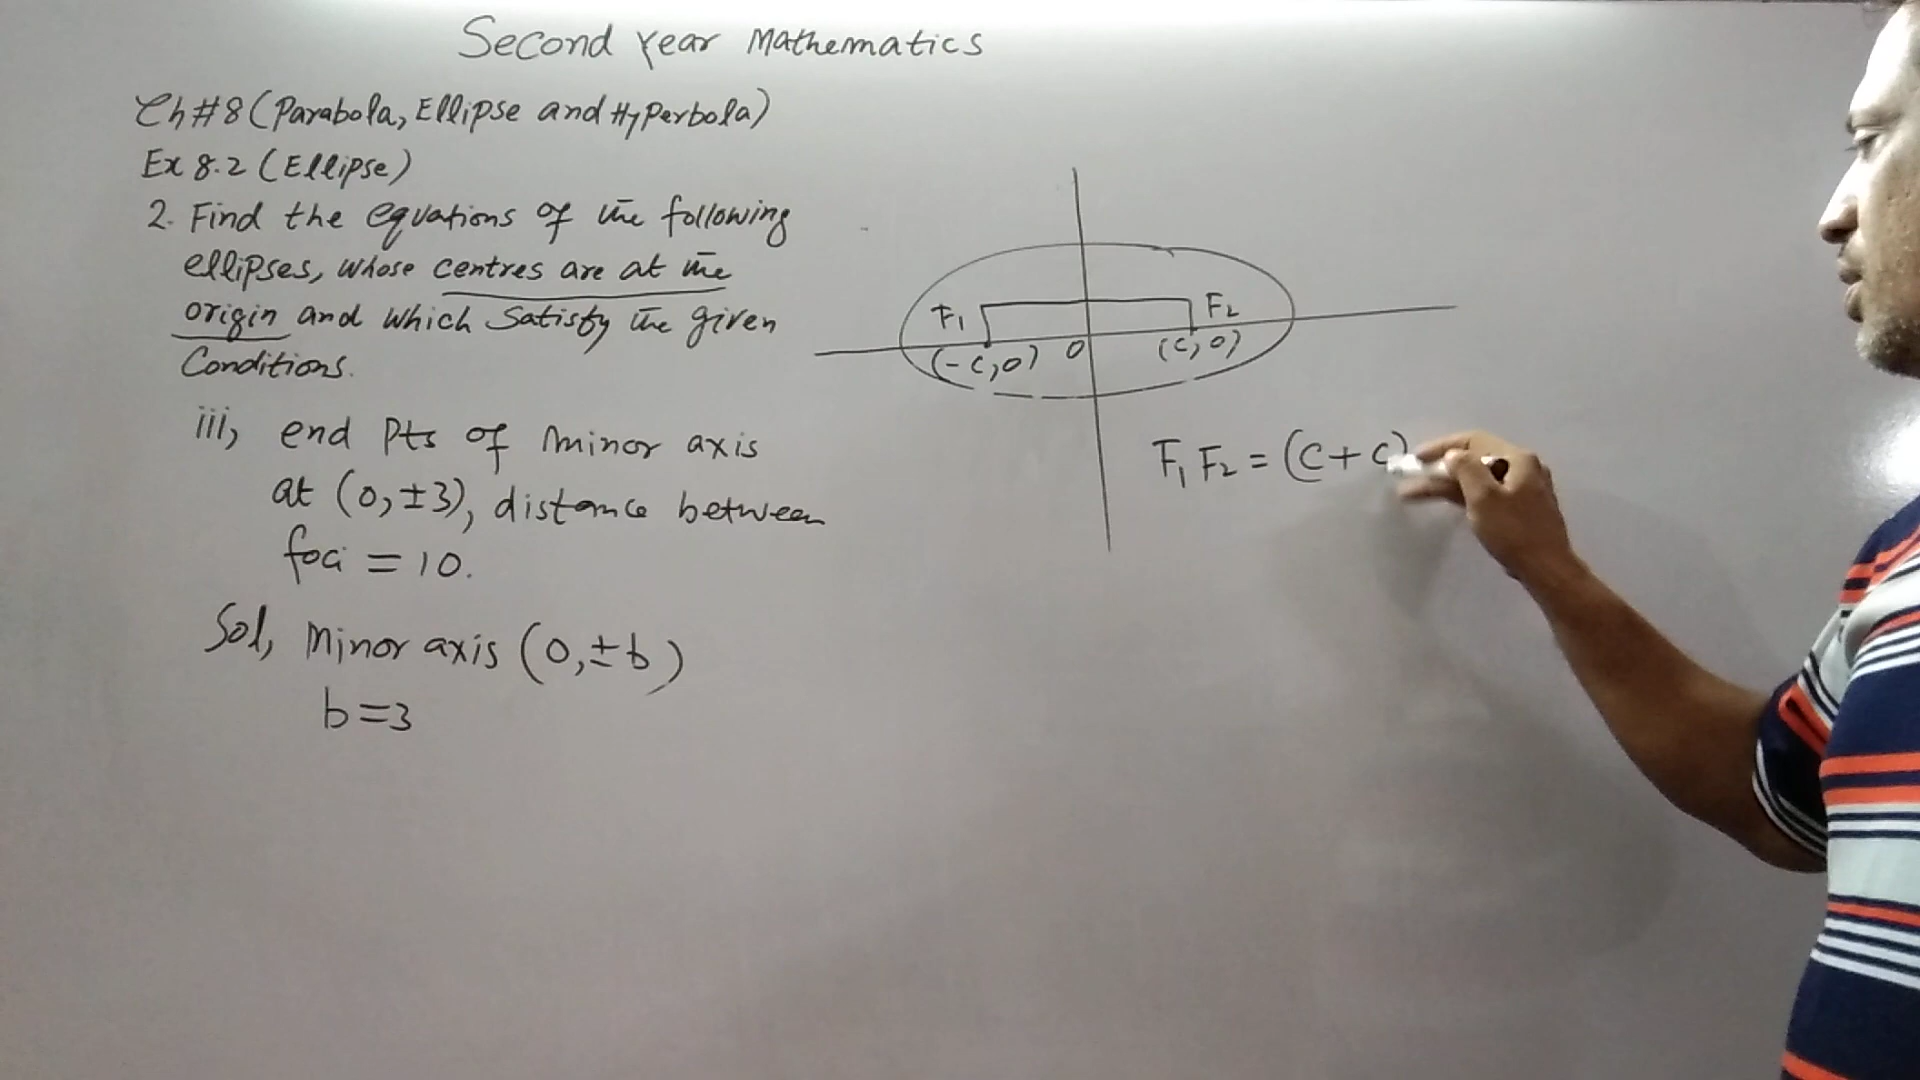 Second Year Mathematics
Ch#8 (Parabola, Ellipse and Hyperbola)
Ex 8.2 (Ellipse)
2. Find the equations of the following
ellipses, whose centres are at the
origin and which satisfy the given
Conditions.
iii, end pts of minor axis
at (0, ±3), distance between
foci = 10.
Sol, Minor axis (0, ±b)
b=3
F₁
F₂
(-c, 0)
0
(c, 0)
F₁ F₂ = (c+c)